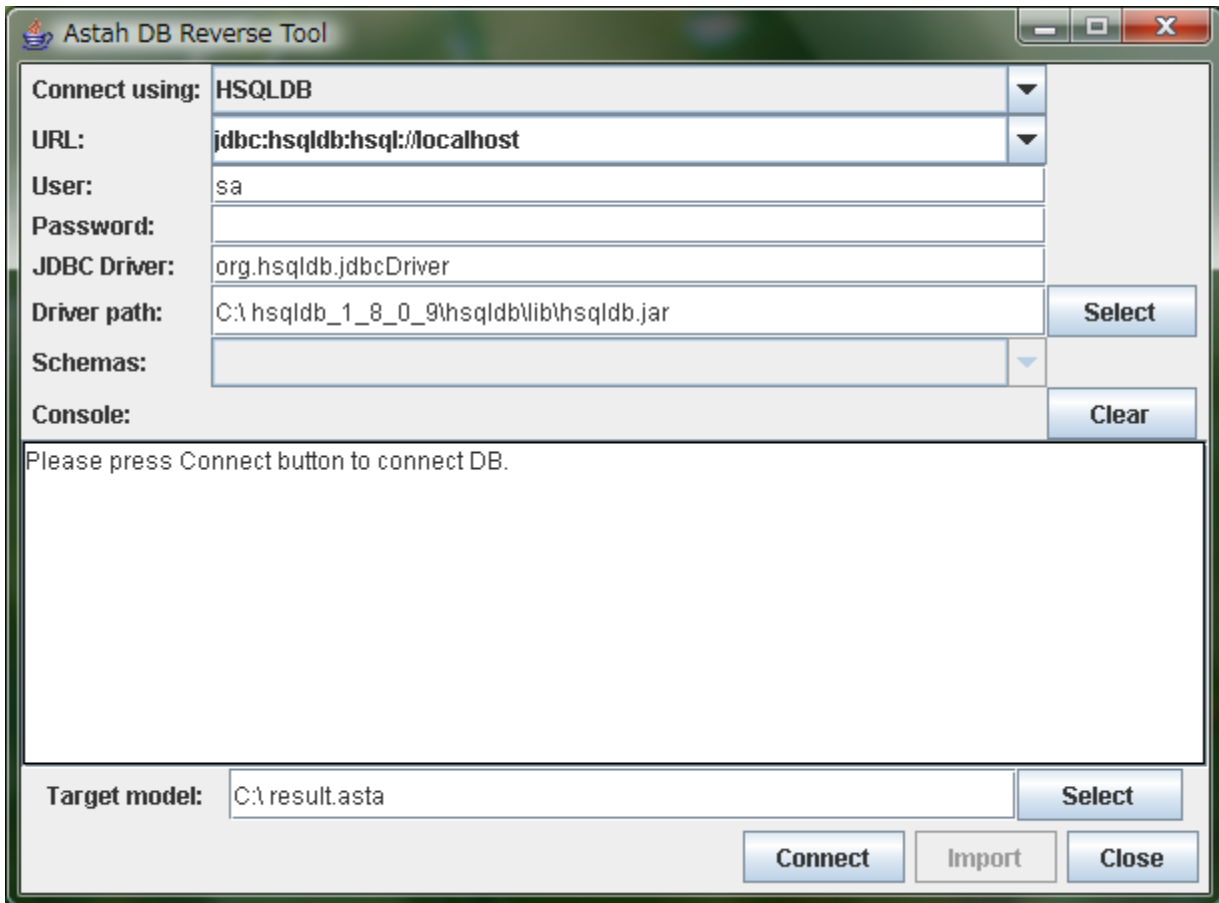 Astah DB Reverse Tool
Connect using: HSQLDB
URL: jdbc:hsqldb:hsql://localhost
User: sa
Password:
JDBC Driver: org.hsqldb.jdbcDriver
Driver path: C:\ hsqldb_1_8_0_9\hsqldb\lib\hsqldb.jar Select
Schemas:
Console: Clear
Please press Connect button to connect DB.
Target model: C:\ result.asta Select
Connect Import Close